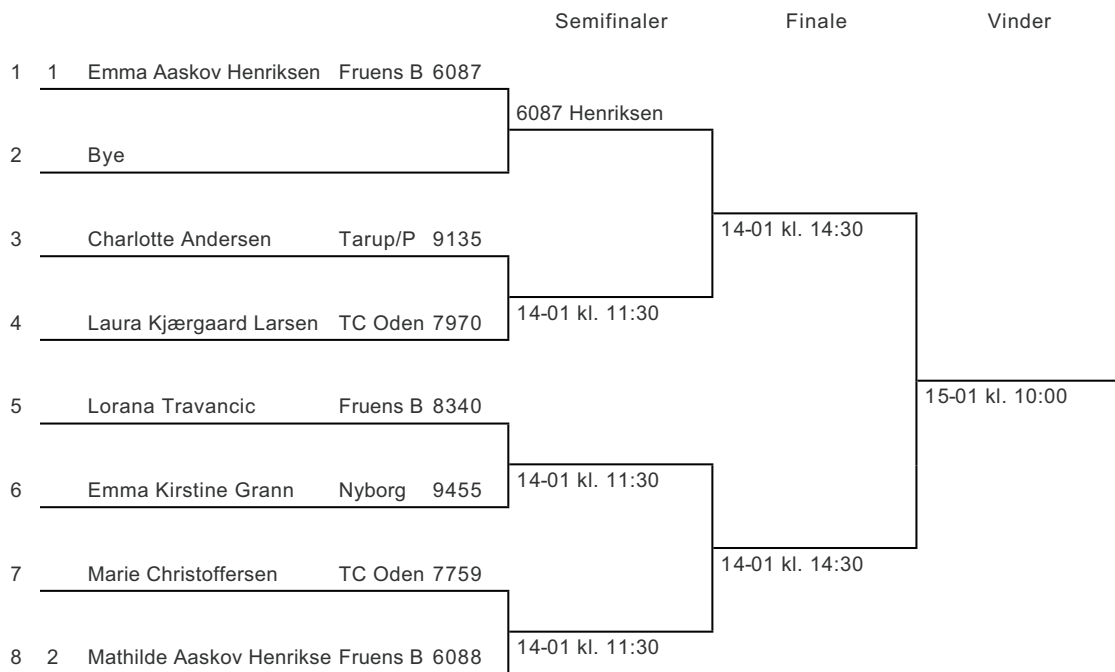 Semifinaler Finale Vinder
1 1 Emma Aaskov Henriksen Fruens B 6087
6087 Henriksen
2 Bye
3 Charlotte Andersen Tarup/P 9135
14-01 kl. 14:30
14-01 kl. 11:30
4 Laura Kjærgaard Larsen TC Oden 7970
5 Lorana Travancic Fruens B 8340
15-01 kl. 10:00
14-01 kl. 11:30
6 Emma Kirstine Grann Nyborg 9455
7 Marie Christoffersen TC Oden 7759
14-01 kl. 14:30
14-01 kl. 11:30
8 2 Mathilde Aaskov Henrikse Fruens B 6088